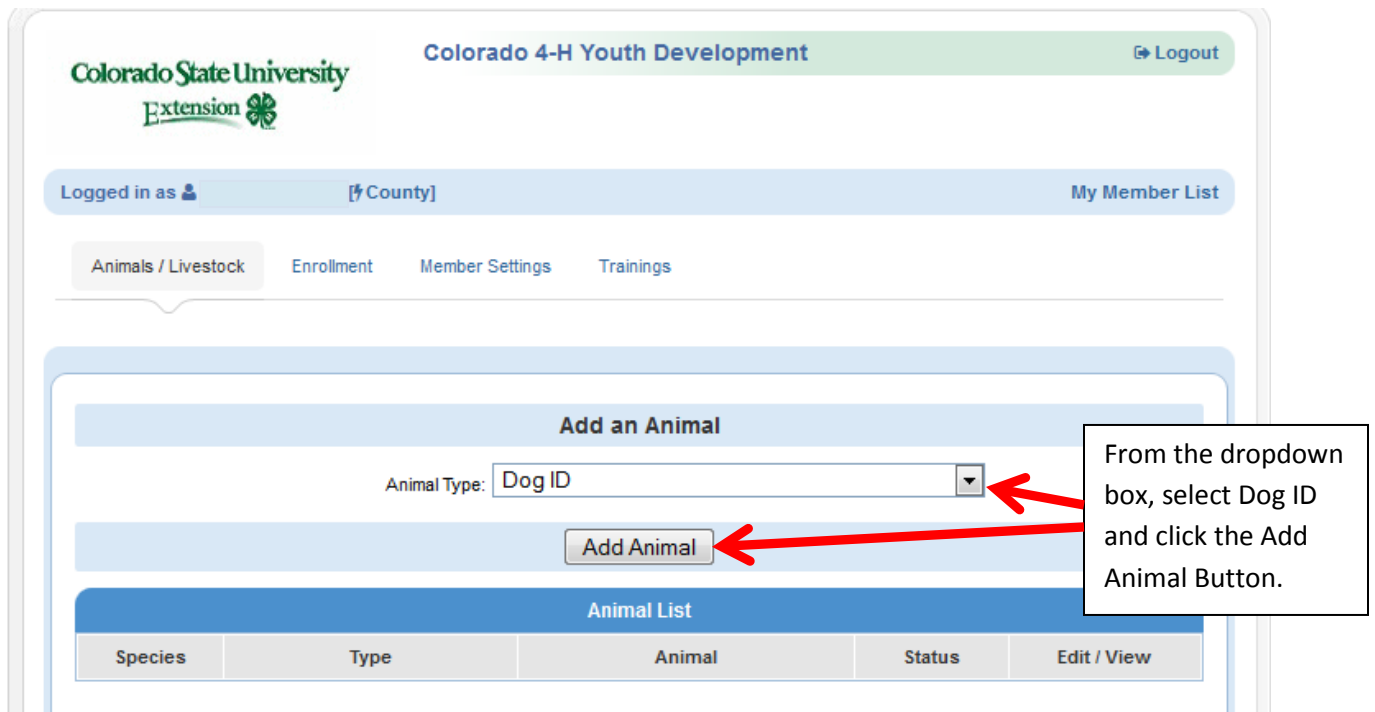 Colorado State University
Extension
Colorado 4-H Youth Development
Logout
Logged in as [County]
My Member List
Animals / Livestock Enrollment Member Settings Trainings
Add an Animal
Animal Type: Dog ID
Add Animal
From the dropdown
box, select Dog ID
and click the Add
Animal Button.
Animal List
Species Type Animal Status Edit / View